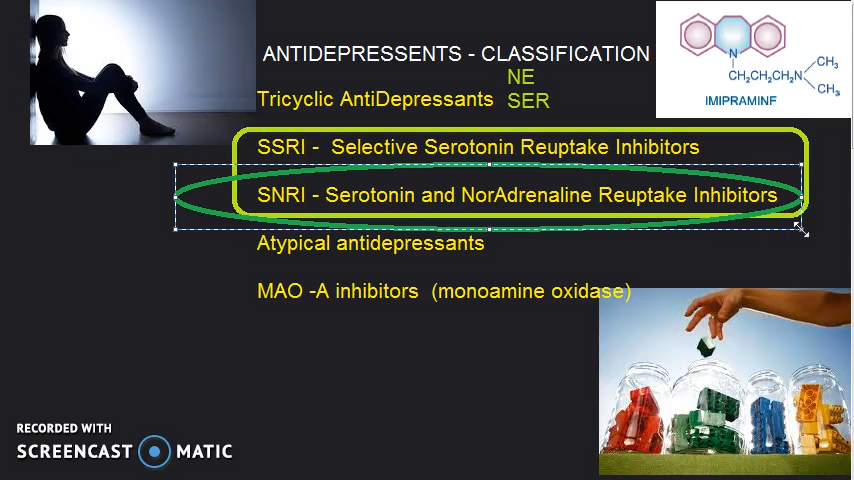 ANTIDEPRESSENTS - CLASSIFICATION
NE
Tricyclic AntiDepressants SER
SSRI - Selective Serotonin Reuptake Inhibitors
SNRI - Serotonin and NorAdrenaline Reuptake Inhibitors
Atypical antidepressants
MAO -A inhibitors (monoamine oxidase)
N
CH₂CH₂CH₂N
CH₃
CH₃
IMIPRAMINF
RECORDED WITH
SCREENCAST MATIC